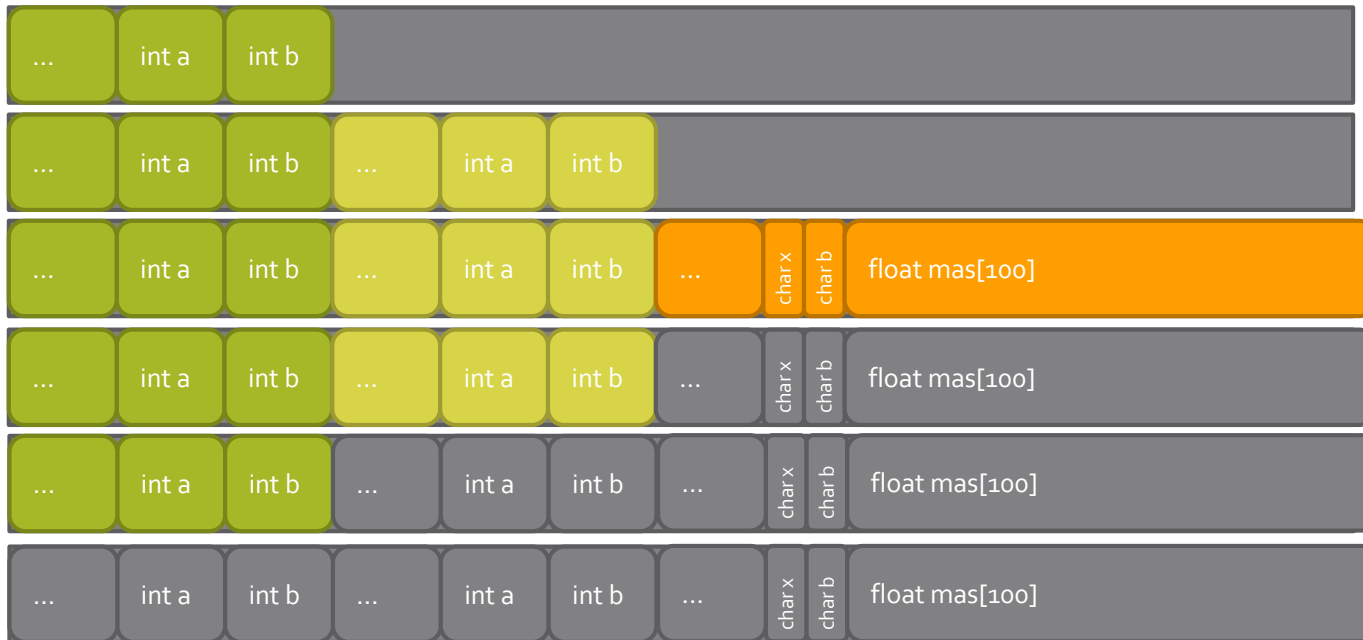 ... int a int b
... int a int b ... int a int b
... int a int b ... int a int b ... char x char b float mas[100]
... int a int b ... int a int b ... char x char b float mas[100]
... int a int b ... int a int b ... char x char b float mas[100]
... int a int b ... int a int b ... char x char b float mas[100]